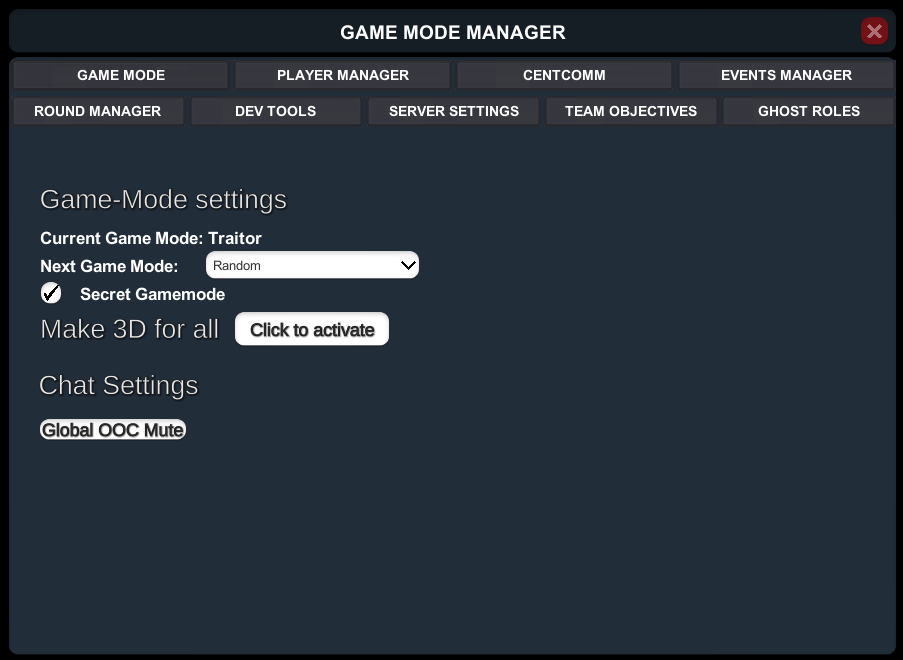 GAME MODE MANAGER
GAME MODE PLAYER MANAGER CENTCOMM EVENTS MANAGER
ROUND MANAGER DEV TOOLS SERVER SETTINGS TEAM OBJECTIVES GHOST ROLES
Game-Mode settings
Current Game Mode: Traitor
Next Game Mode: Random
Secret Gamemode
Make 3D for all Click to activate
Chat Settings
Global OOC Mute